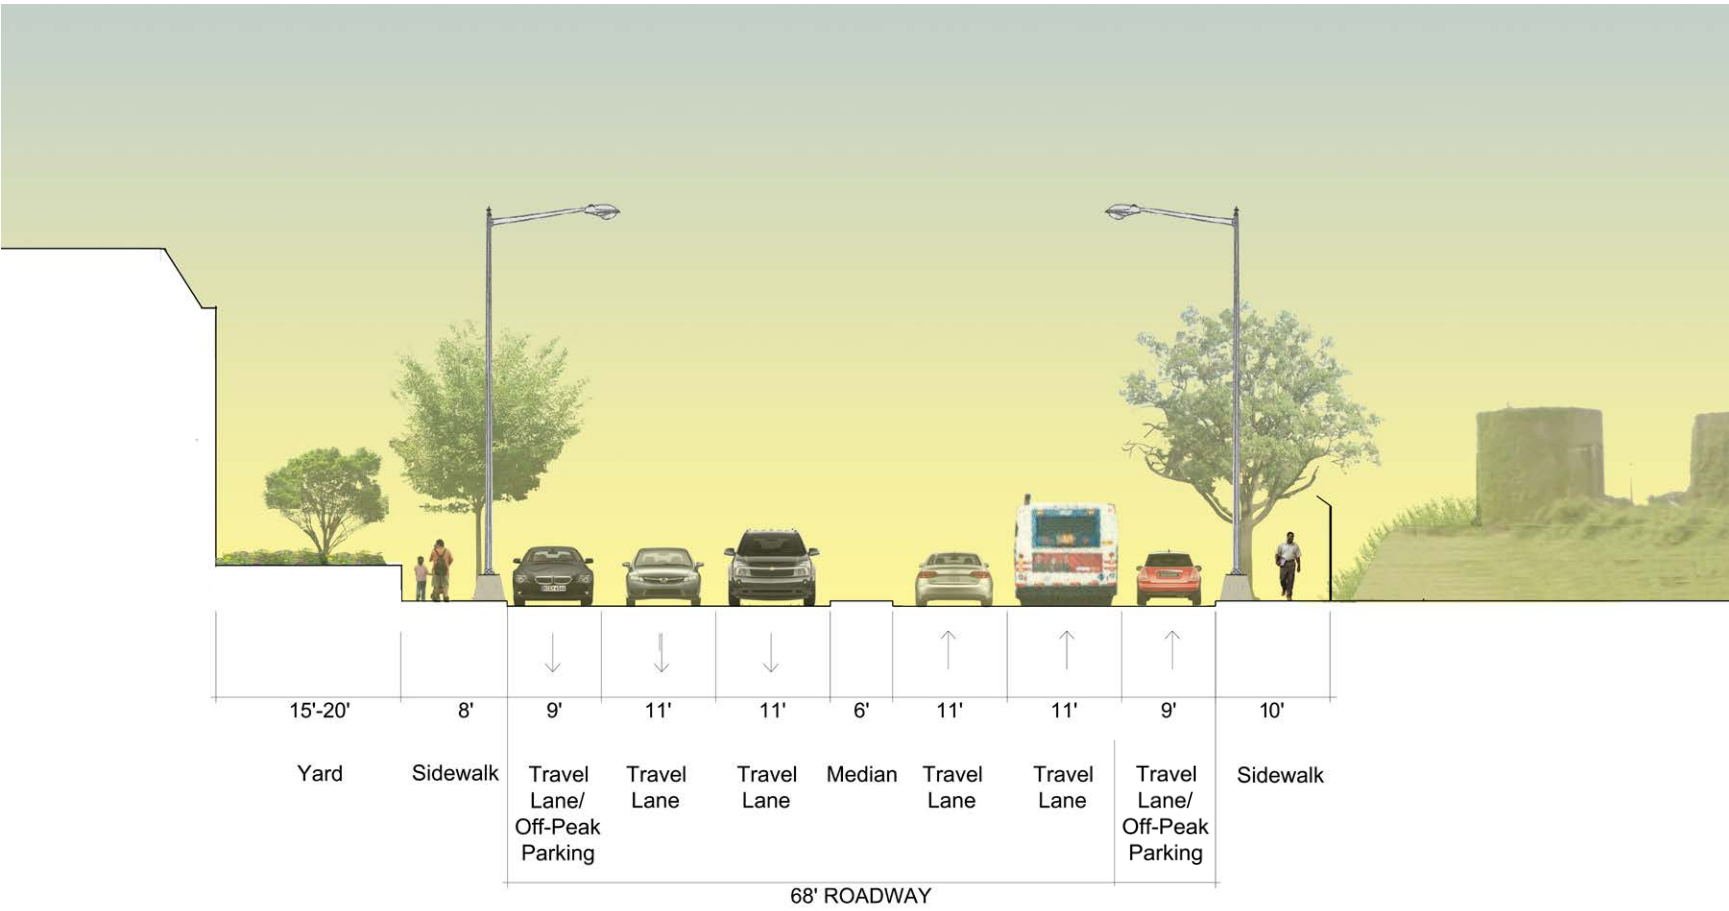 15'-20' 8' 9' 11' 11' 6' 11' 11' 9' 10'
Yard
Sidewalk
Travel
Lane/
Off-Peak
Parking
Travel
Lane
Travel
Lane
Median
Travel
Lane
Travel
Lane
Travel
Lane/
Off-Peak
Parking
Sidewalk
68' ROADWAY